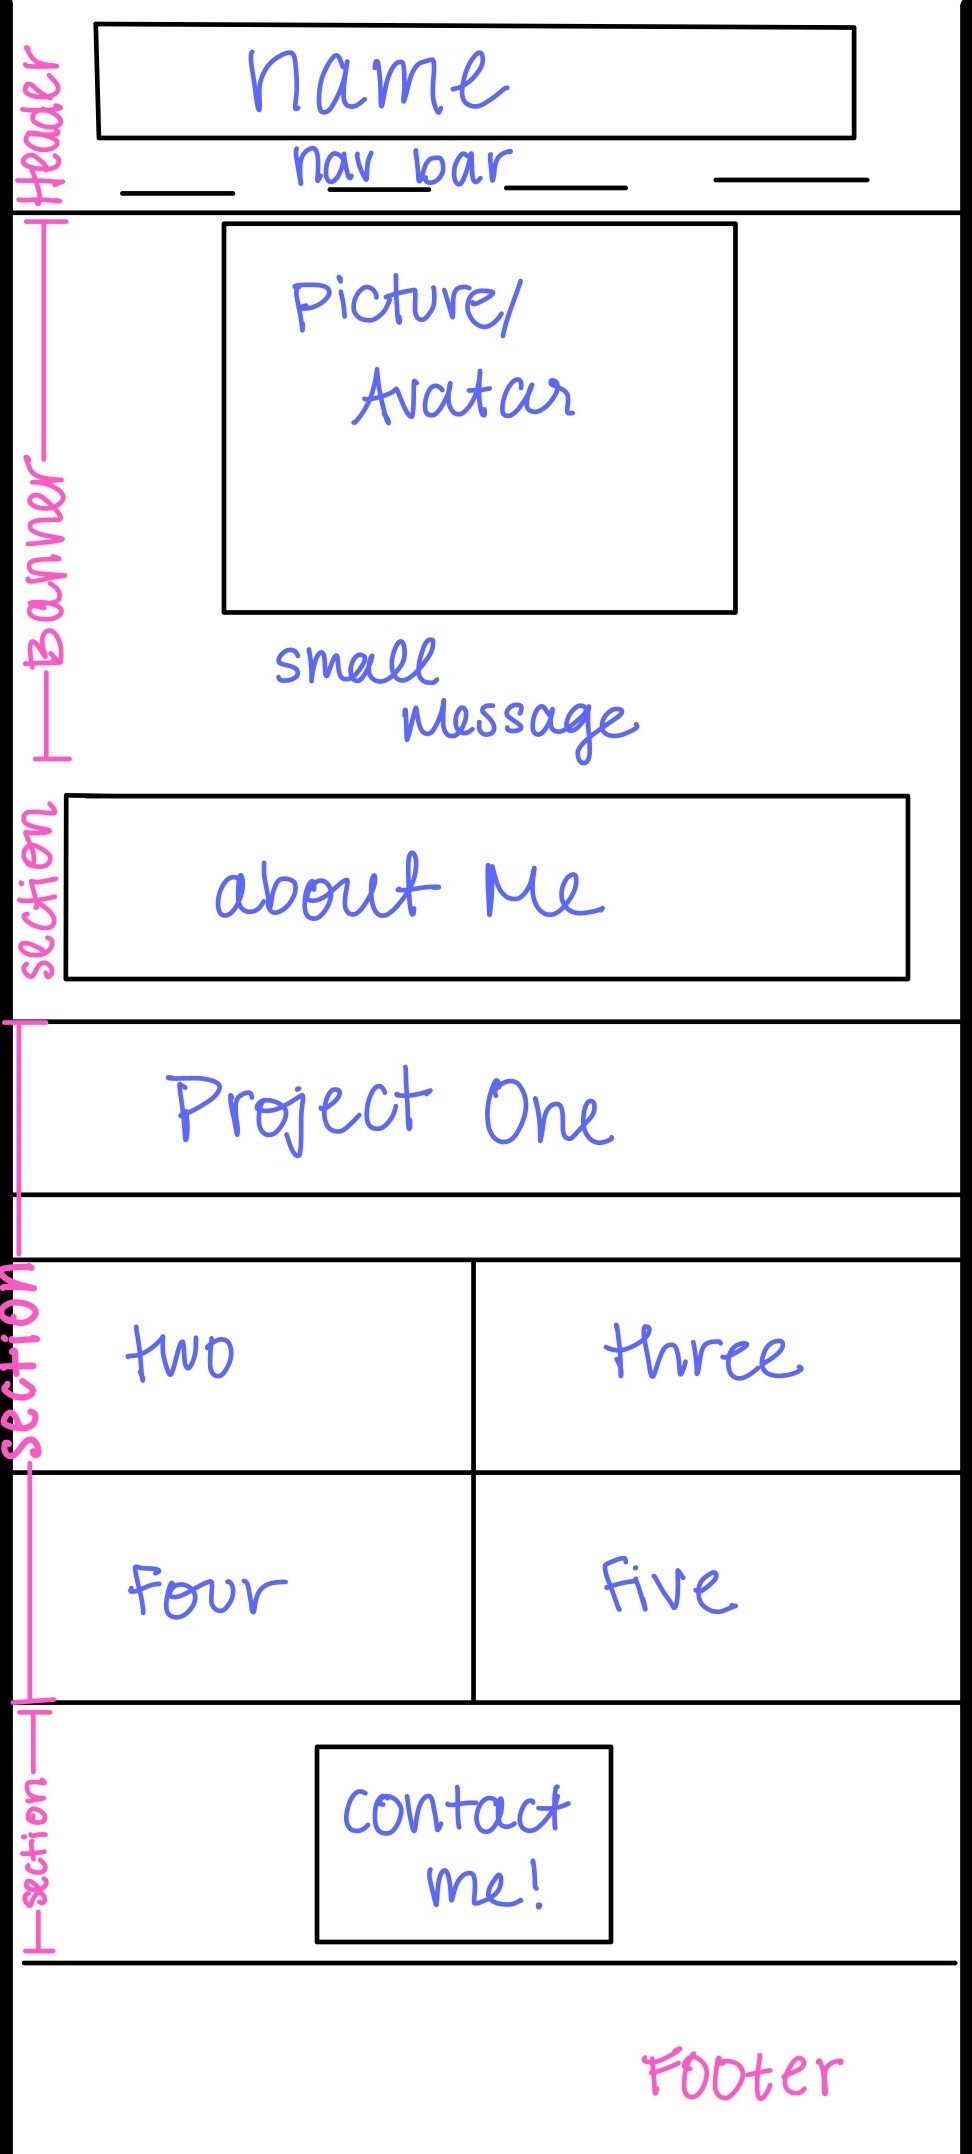 Header
name
nav bar
Banner
Picture/
Avatar
small
Message
section
about Me
section
Project One
two
three
Four
Five
section
contact
me!
Footer